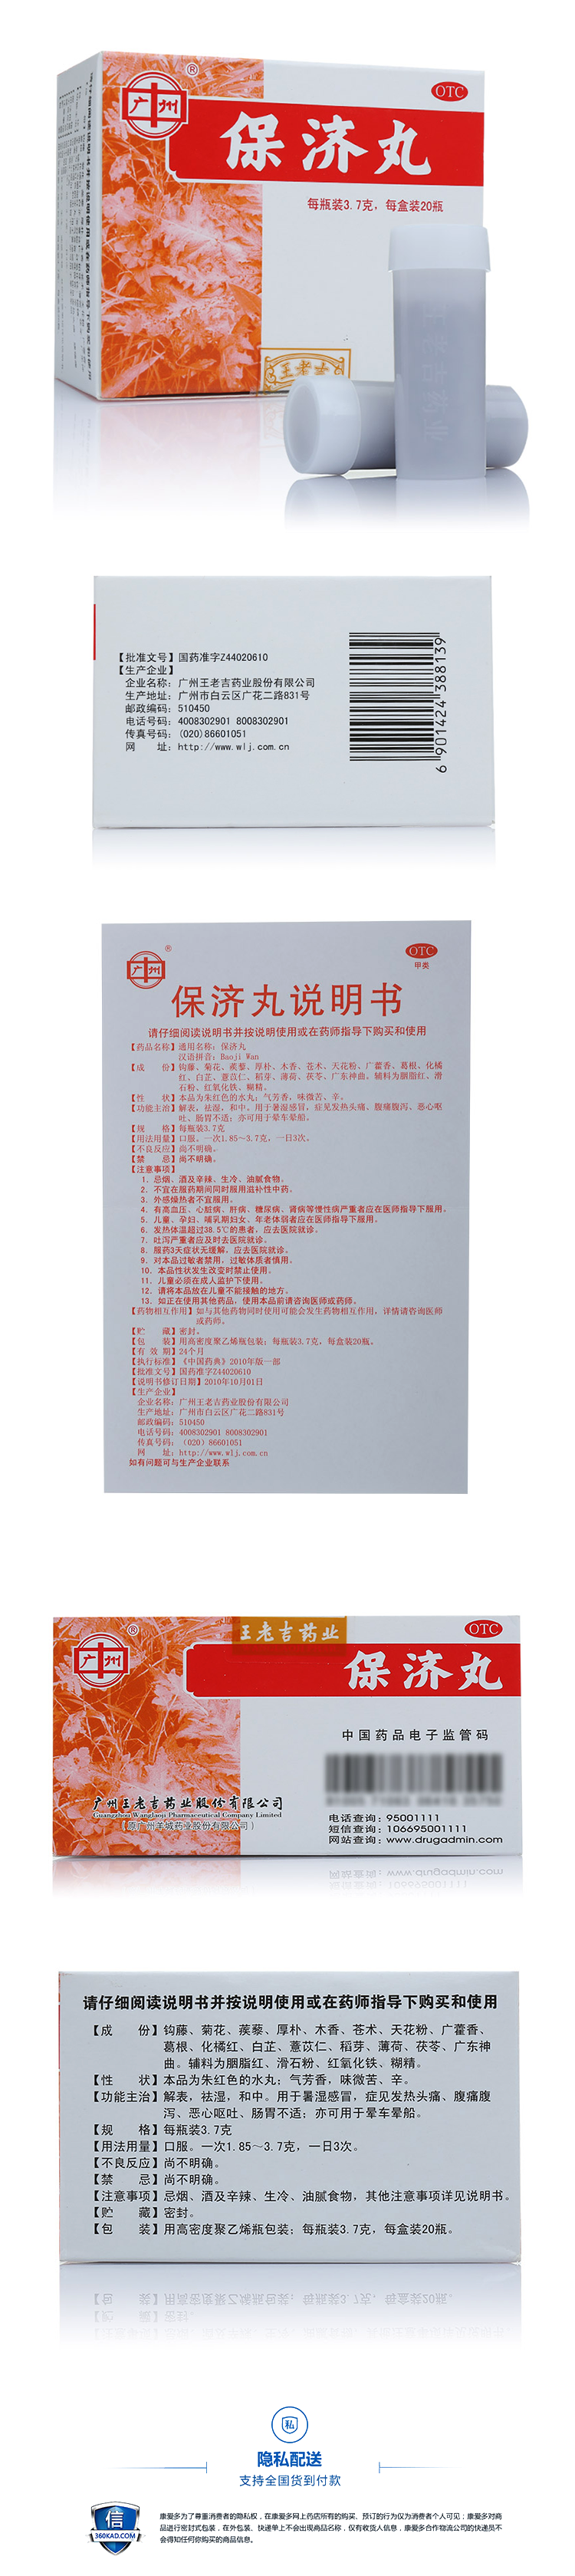 广州
®
OTC
保济丸
每瓶装3.7克，每盒装20瓶
王老吉
王老吉药业
【批准文号】国药准字Z44020610
【生产企业】
企业名称：广州王老吉药业股份有限公司
生产地址：广州市白云区广花二路831号
邮政编码：510450
电话号码：4008302901 8008302901
传真号码：(020)86601051
网　　址：http://www.wlj.com.cn
6 901424 388139
广州
®
OTC
甲类
保济丸说明书
请仔细阅读说明书并按说明使用或在药师指导下购买和使用
【药品名称】通用名称：保济丸
汉语拼音：Baoji Wan
【成　　份】钩藤、菊花、蒺藜、厚朴、木香、苍术、天花粉、广藿香、葛根、化橘
红、白芷、薏苡仁、稻芽、薄荷、茯苓、广东神曲。辅料为胭脂红、滑
石粉、红氧化铁、糊精。
【性　　状】本品为朱红色的水丸；气芳香，味微苦、辛。
【功能主治】解表，祛湿，和中。用于暑湿感冒，症见发热头痛、腹痛腹泻、恶心呕
吐、肠胃不适；亦可用于晕车晕船。
【规　　格】每瓶装3.7克
【用法用量】口服。一次1.85～3.7克，一日3次。
【不良反应】尚不明确。
【禁　　忌】尚不明确。
【注意事项】
1．忌烟、酒及辛辣、生冷、油腻食物。
2．不宜在服药期间同时服用滋补性中药。
3．外感燥热者不宜服用。
4．有高血压、心脏病、肝病、糖尿病、肾病等慢性病严重者应在医师指导下服用。
5．儿童、孕妇、哺乳期妇女、年老体弱者应在医师指导下服用。
6．发热体温超过38.5℃的患者，应去医院就诊。
7．吐泻严重者应及时去医院就诊。
8．服药3天症状无缓解，应去医院就诊。
9．对本品过敏者禁用，过敏体质者慎用。
10．本品性状发生改变时禁止使用。
11．儿童必须在成人监护下使用。
12．请将本品放在儿童不能接触的地方。
13．如正在使用其他药品，使用本品前请咨询医师或药师。
【药物相互作用】如与其他药物同时使用可能会发生药物相互作用，详情请咨询医师
或药师。
【贮　　藏】密封。
【包　　装】用高密度聚乙烯瓶包装；每瓶装3.7克，每盒装20瓶。
【有 效 期】24个月
【执行标准】《中国药典》2010年版一部
【批准文号】国药准字Z44020610
【说明书修订日期】2010年10月01日
【生产企业】
企业名称：广州王老吉药业股份有限公司
生产地址：广州市白云区广花二路831号
邮政编码：510450
电话号码：4008302901 8008302901
传真号码：（020）86601051
网　　址：http://www.wlj.com.cn
如有问题可与生产企业联系
广州
®
王老吉药业
OTC
保济丸
中国药品电子监管码
广州王老吉药业股份有限公司
Guangzhou Wanglaoji Pharmaceutical Company Limited
（原广州羊城药业股份有限公司）
电话查询：95001111
短信查询：106695001111
网站查询：www.drugadmin.com
请仔细阅读说明书并按说明使用或在药师指导下购买和使用
【成　　份】钩藤、菊花、蒺藜、厚朴、木香、苍术、天花粉、广藿香、
葛根、化橘红、白芷、薏苡仁、稻芽、薄荷、茯苓、广东神
曲。辅料为胭脂红、滑石粉、红氧化铁、糊精。
【性　　状】本品为朱红色的水丸；气芳香，味微苦、辛。
【功能主治】解表，祛湿，和中。用于暑湿感冒，症见发热头痛、腹痛腹
泻、恶心呕吐、肠胃不适；亦可用于晕车晕船。
【规　　格】每瓶装3.7克
【用法用量】口服。一次1.85～3.7克，一日3次。
【不良反应】尚不明确。
【禁　　忌】尚不明确。
【注意事项】忌烟、酒及辛辣、生冷、油腻食物，其他注意事项详见说明书。
【贮　　藏】密封。
【包　　装】用高密度聚乙烯瓶包装；每瓶装3.7克，每盒装20瓶。
私
隐私配送
支持全国货到付款
信
360KAD.COM
康爱多为了尊重消费者的隐私权，在康爱多网上药店所有的购买、预订的行为仅为消费者个人可见；康爱多对商
品进行密封式包装，在外包装、快递单上不会出现商品名称，仅有收货人信息，康爱多合作物流公司的快递员不
会得知任何你购买的商品信息。